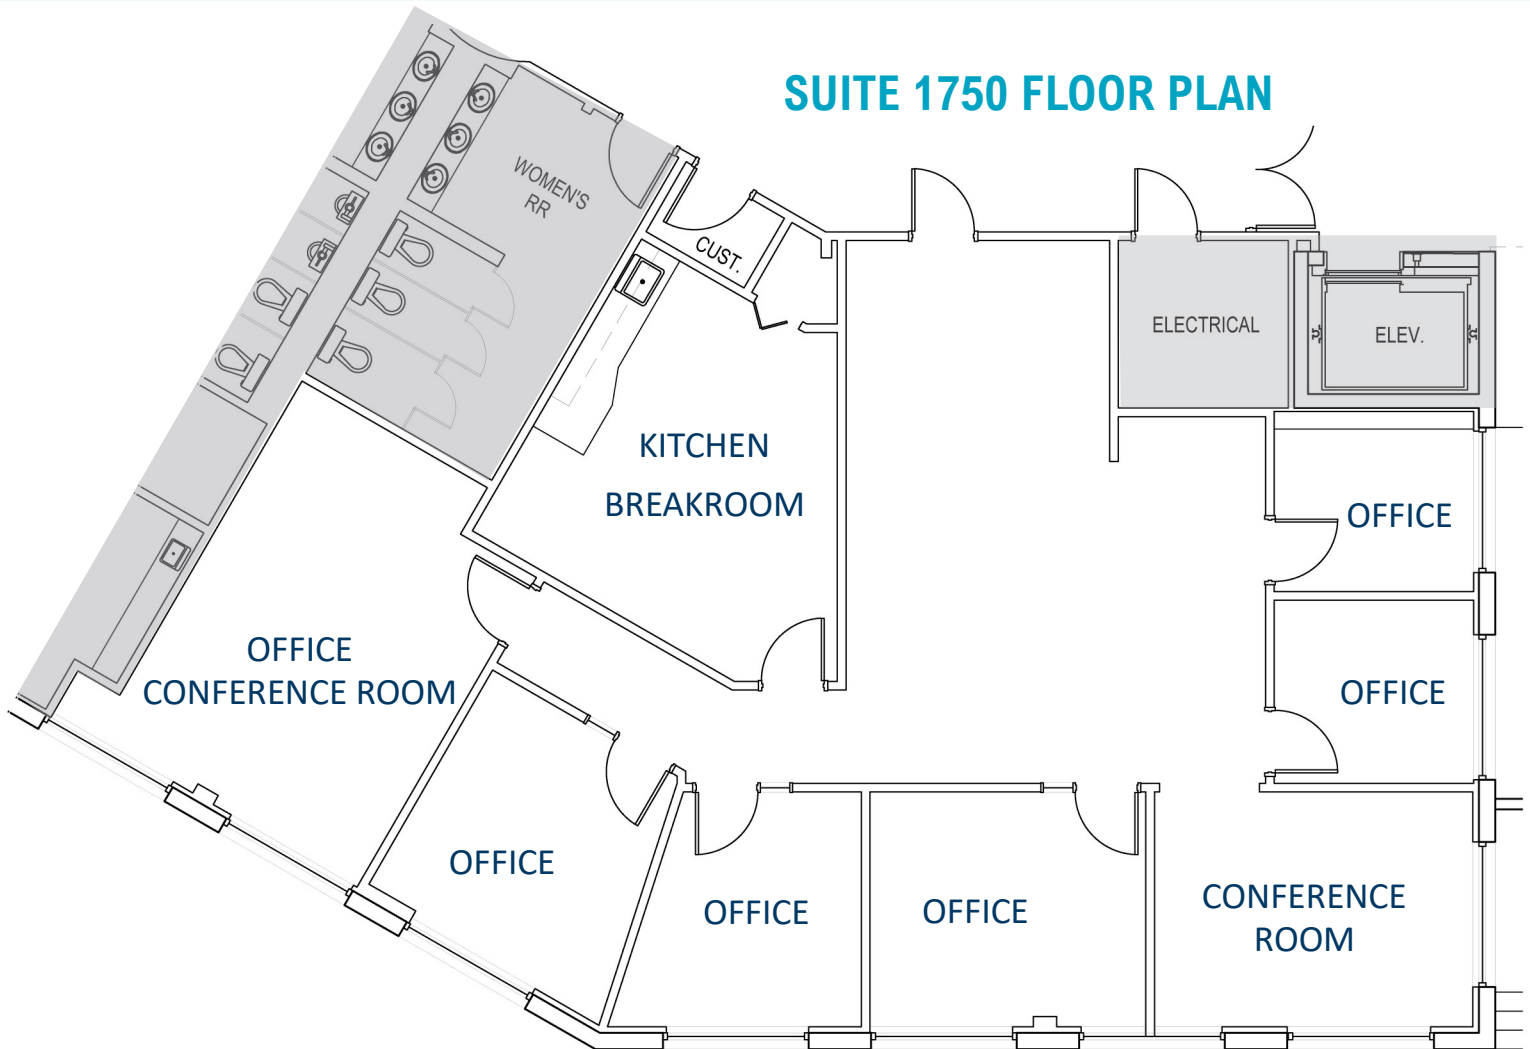 SUITE 1750 FLOOR PLAN
WOMEN'S
RR
CUST.
ELECTRICAL
ELEV.
KITCHEN
BREAKROOM
OFFICE
OFFICE
CONFERENCE ROOM
OFFICE
OFFICE
OFFICE
OFFICE
CONFERENCE
ROOM